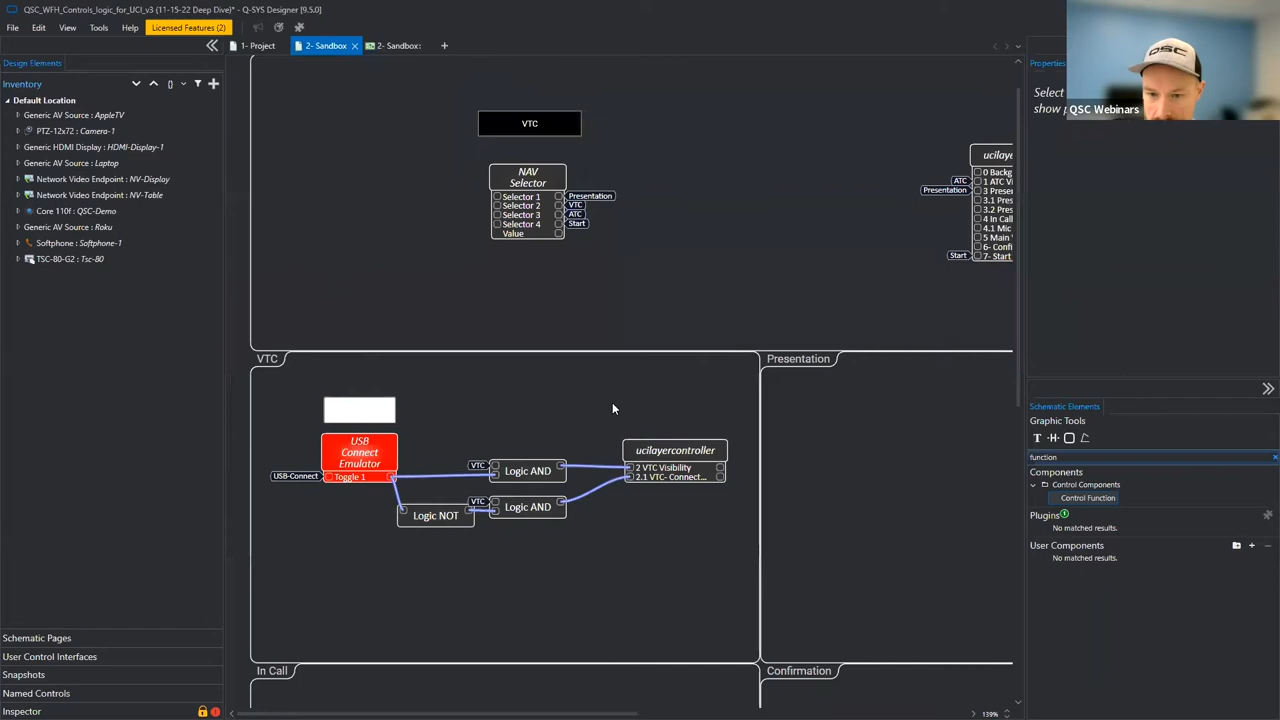 QSC_WFH_Controls_logic_for_UCI_v3 (11-15-22 Deep Dive)* - Q-SYS Designer [9.5.0]
File Edit View Tools Help Licensed Features (2)
1- Project 2- Sandbox 2- Sandbox:
Design Elements
Inventory
Default Location
Generic AV Source : AppleTV
PTZ-12x72 : Camera-1
Generic HDMI Display : HDMI-Display-1
Generic AV Source : Laptop
Network Video Endpoint : NV-Display
Network Video Endpoint : NV-Table
Core 110f : QSC-Demo
Generic AV Source : Roku
Softphone : Softphone-1
TSC-80-G2 : Tsc-80
Schematic Pages
User Control Interfaces
Snapshots
Named Controls
Inspector
VTC
NAV
Selector
Selector 1
Selector 2
Selector 3
Selector 4
Value
Presentation
VTC
ATC
Start
ucilaye
0 Backg
1 ATC Vi
3 Presen
3.1 Pres
3.2 Pres
4 In Call
4.1 Mic
5 Main
6- Confi
7- Start
ATC
Presentation
Start
VTC
USB
Connect
Emulator
Toggle 1
USB-Connect
Logic NOT
VTC
Logic AND
VTC
Logic AND
ucilayercontroller
2 VTC Visibility
2.1 VTC- Connect...
Presentation
In Call
Confirmation
139%
Properties
Select
show p
QSC
QSC Webinars
Schematic Elements
Graphic Tools
function
Components
Control Components
Control Function
Plugins
No matched results.
User Components
No matched results.